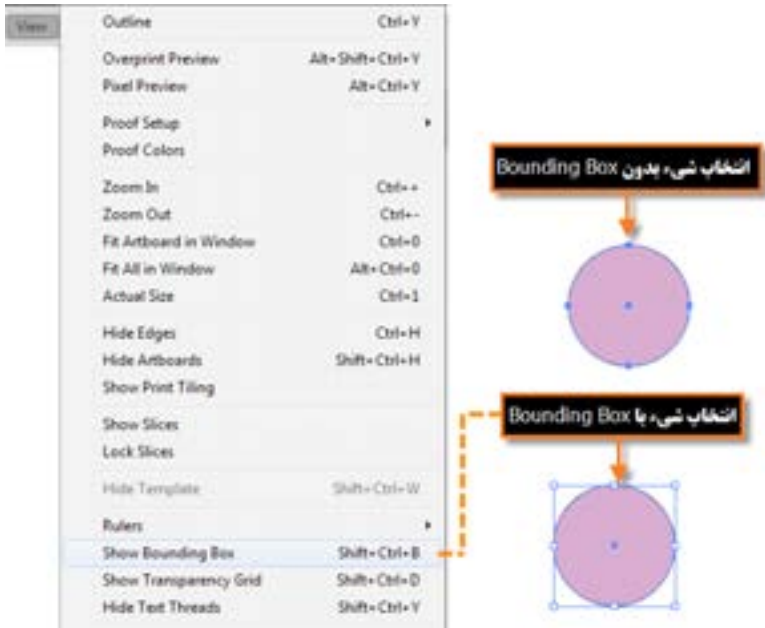 View
Outline Ctrl+Y
Overprint Preview Alt+Shift+Ctrl+Y
Pixel Preview Alt+Ctrl+Y
Proof Setup
Proof Colors
Zoom In Ctrl++
Zoom Out Ctrl+-
Fit Artboard in Window Ctrl+0
Fit All in Window Alt+Ctrl+0
Actual Size Ctrl+1
Hide Edges Ctrl+H
Hide Artboards Shift+Ctrl+H
Show Print Tiling
Show Slices
Lock Slices
Hide Template Shift+Ctrl+W
Rulers
Show Bounding Box Shift+Ctrl+B
Show Transparency Grid Shift+Ctrl+D
Hide Text Threads Shift+Ctrl+Y
انتخاب شیء بدون Bounding Box
انتخاب شیء با Bounding Box